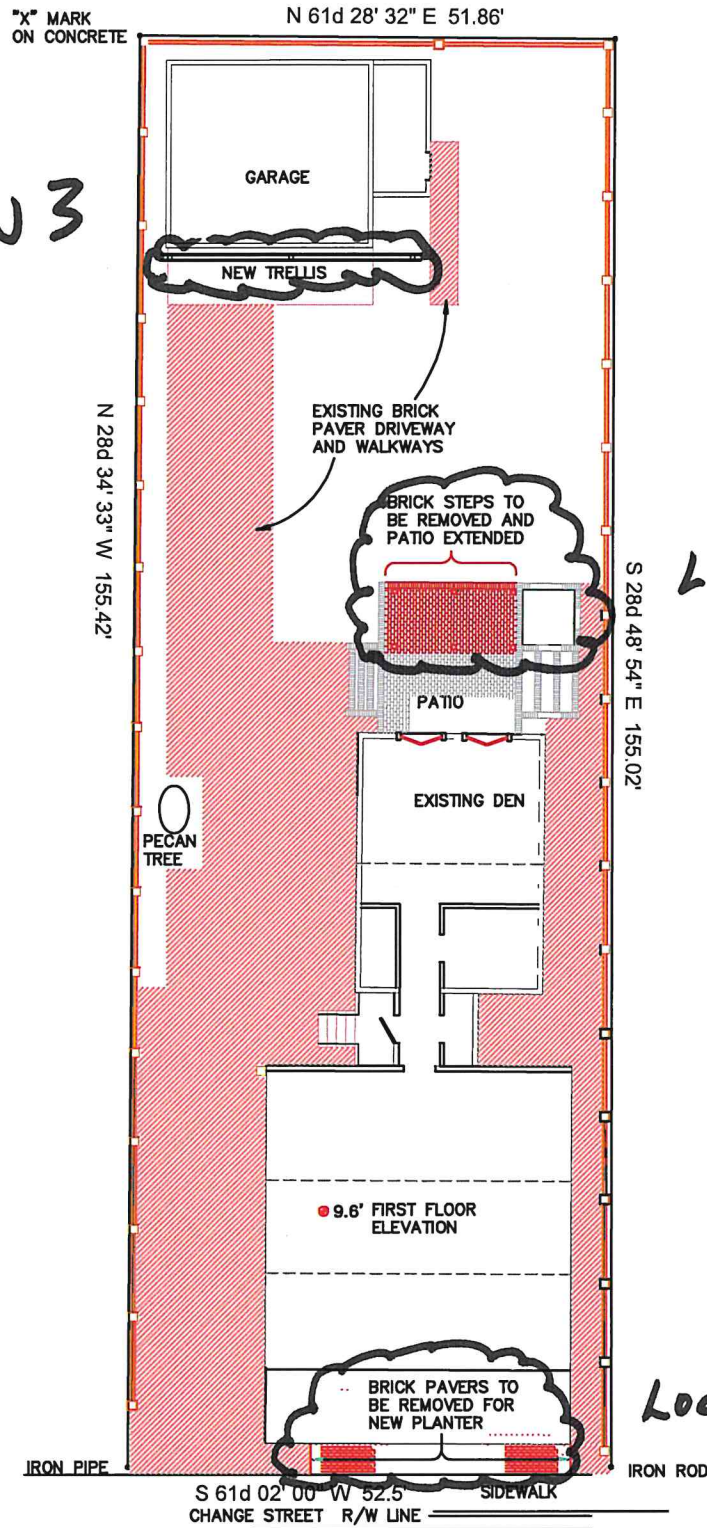 "X" MARK
ON CONCRETE
N 61d 28' 32" E 51.86'
GARAGE
3
NEW TRELLIS
EXISTING BRICK
PAVER DRIVEWAY
AND WALKWAYS
N 28d 34' 33" W 155.42'
BRICK STEPS TO
BE REMOVED AND
PATIO EXTENDED
S 28d 48' 54" E 155.02'
PATIO
EXISTING DEN
PECAN
TREE
9.6' FIRST FLOOR
ELEVATION
BRICK PAVERS TO
BE REMOVED FOR
NEW PLANTER
IRON PIPE
IRON ROD
S 61d 02' 00" W 52.5'
SIDEWALK
CHANGE STREET R/W LINE